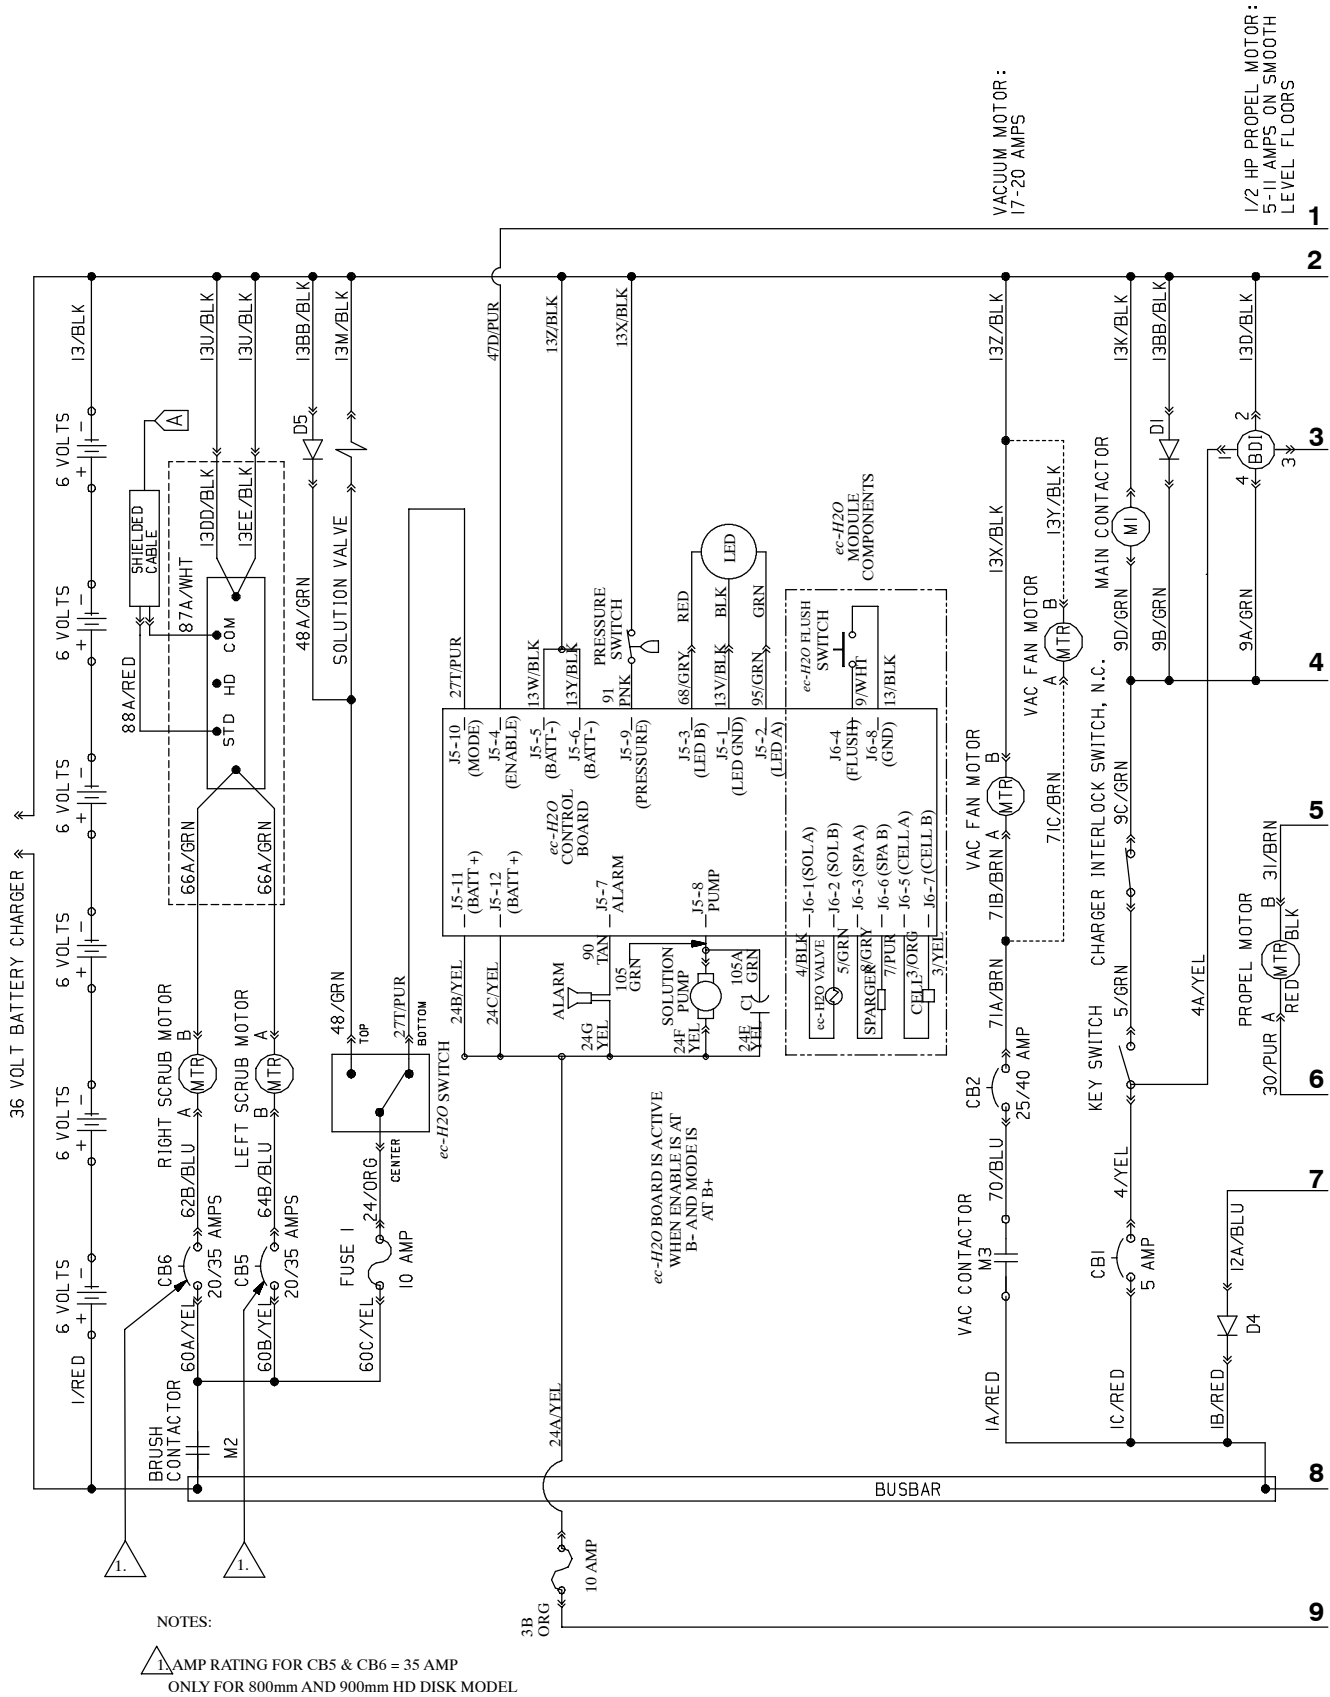 VACUUM MOTOR:
17-20 AMPS
1/2 HP PROPEL MOTOR:
5-11 AMPS ON SMOOTH
LEVEL FLOORS
1
2
3
4
5
6
7
8
9
36 VOLT BATTERY CHARGER
13/BLK
6 VOLTS
- +
6 VOLTS
- +
6 VOLTS
- +
6 VOLTS
- +
6 VOLTS
- +
6 VOLTS
- +
1/RED
A
SHIELDED
CABLE
88A/RED
87A/WHT
13U/BLK
13U/BLK
13DD/BLK
13EE/BLK
COM
HD
STD
66A/GRN
66A/GRN
RIGHT SCRUB MOTOR
B
MTR
A
62B/BLU
CB6
20/35 AMPS
60A/YEL
LEFT SCRUB MOTOR
A
MTR
B
64B/BLU
CB5
20/35 AMPS
60B/YEL
BRUSH
CONTACTOR
M2
13BB/BLK
D5
48A/GRN
13M/BLK
SOLUTION VALVE
48/GRN
TOP
27T/PUR
BOTTOM
ec-H2O SWITCH
CENTER
24/ORG
FUSE 1
10 AMP
60C/YEL
27T/PUR
47D/PUR
13Z/BLK
13X/BLK
13W/BLK
13Y/BLK
PRESSURE
SWITCH
91
PNK
LED
RED
BLK
GRN
68/GRY
13V/BLK
95/GRN
ec-H2O
MODULE
COMPONENTS
ec-H2O FLUSH
SWITCH
9/WHT
13/BLK
J5-10
(MODE)
J5-4
(ENABLE)
J5-5
(BATT-)
J5-6
(BATT-)
J5-9
(PRESSURE)
J5-3
(LED B)
J5-1
(LED GND)
J5-2
(LED A)
J6-4
(FLUSH)
J6-8
(GND)
ec-H2O
CONTROL
BOARD
J5-11
(BATT +)
J5-12
(BATT +)
J5-7
ALARM
J5-8
PUMP
J6-1 (SOL A)
J6-2 (SOL B)
J6-3 (SPA A)
J6-6 (SPA B)
J6-5 (CELL A)
J6-7 (CELL B)
24B/YEL
24C/YEL
ALARM
90
TAN
24G
YEL
105
GRN
SOLUTION
PUMP
24F
YEL
105A
GRN
C1
24E
YEL
4/BLK
ec-H2O VALVE
5/GRN
8/GRY
SPARGER
7/PUR
3/ORG
CELL
3/YEL
ec-H2O BOARD IS ACTIVE
WHEN ENABLE IS AT
B- AND MODE IS
AT B+
24A/YEL
10 AMP
3B
ORG
13Z/BLK
13X/BLK
13Y/BLK
VAC FAN MOTOR
B
MTR
A
71C/BRN
VAC FAN MOTOR
B
MTR
A
71B/BRN
71A/BRN
CB2
25/40 AMP
70/BLU
VAC CONTACTOR
M3
1A/RED
13K/BLK
MAIN CONTACTOR
M1
9D/GRN
13BB/BLK
D1
9B/GRN
13D/BLK
2
1
BDI
3
4
9A/GRN
9C/GRN
CHARGER INTERLOCK SWITCH, N.C.
5/GRN
KEY SWITCH
4A/YEL
4/YEL
CB1
5 AMP
1C/RED
PROPEL MOTOR
31/BRN
B
BLK
MTR
RED
A
30/PUR
12A/BLU
D4
1B/RED
BUSBAR
1.
1.
NOTES:
1. AMP RATING FOR CB5 & CB6 = 35 AMP
ONLY FOR 800mm AND 900mm HD DISK MODEL